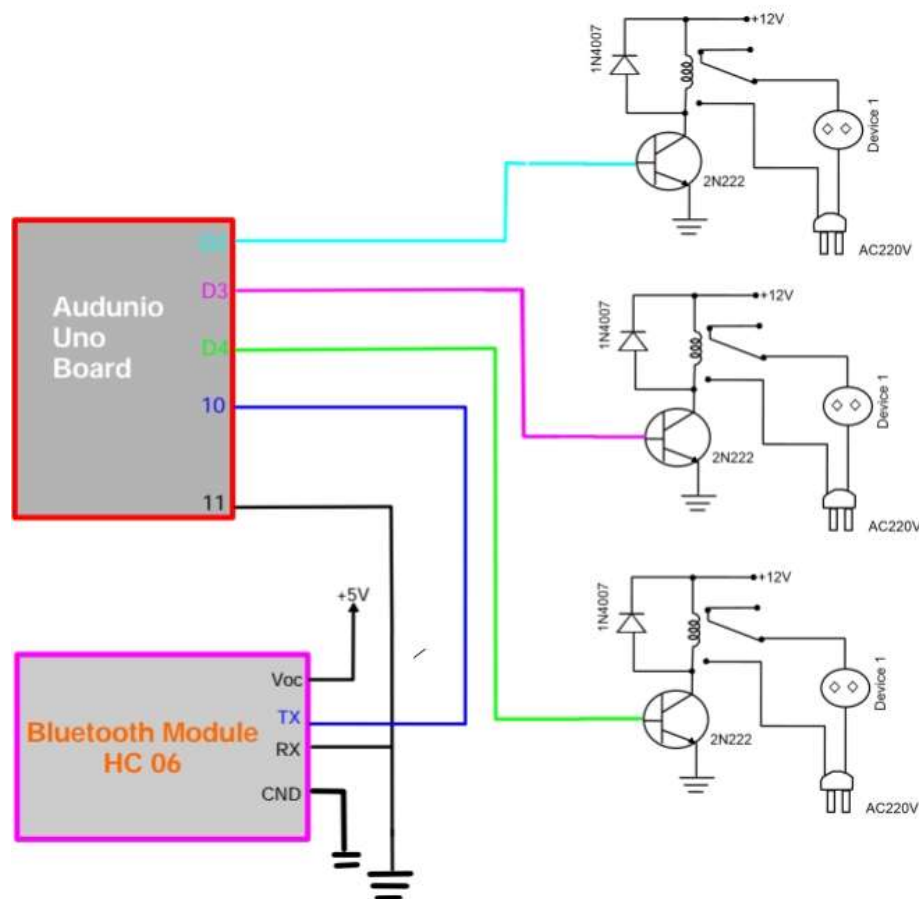 +12V
1N4007
Device 1
2N222
AC220V
Audunio
Uno
Board
D3
D4
10
11
+12V
1N4007
Device 1
2N222
AC220V
+5V
Bluetooth Module
HC 06
Voc
TX
RX
CND
+12V
1N4007
Device 1
2N222
AC220V